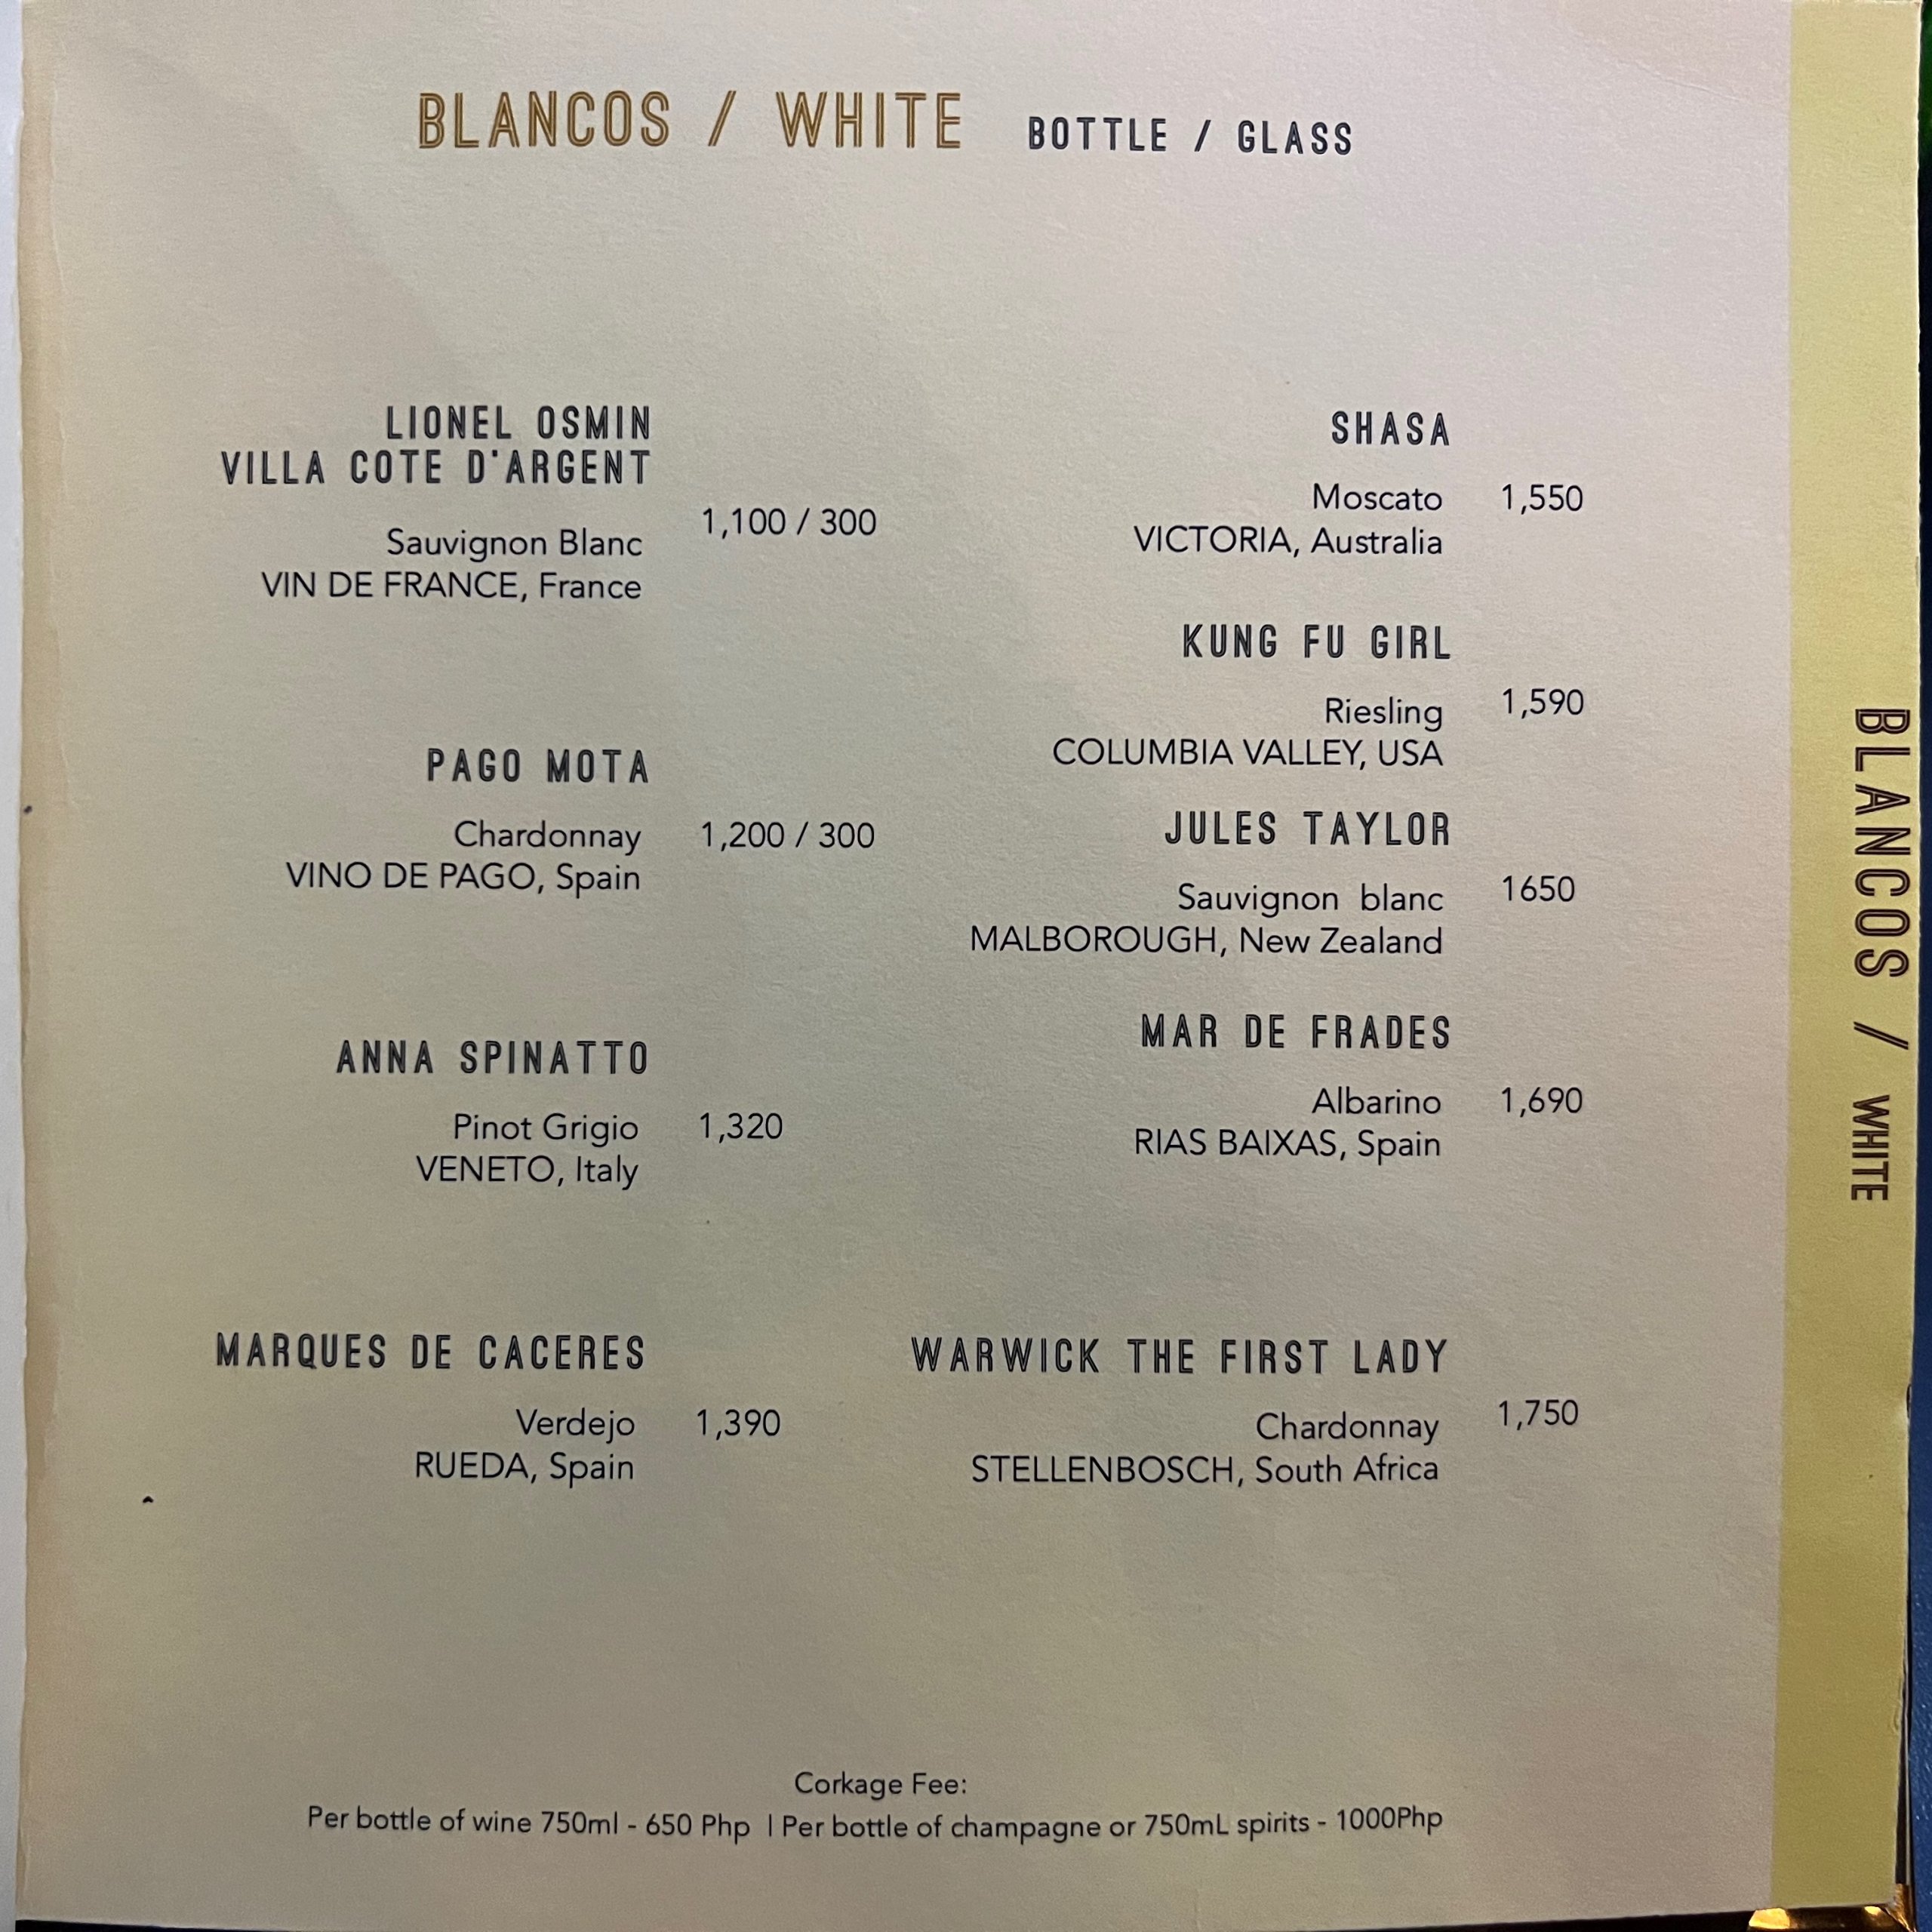 BLANCOS / WHITE BOTTLE / GLASS
LIONEL OSMIN
VILLA COTE D'ARGENT
Sauvignon Blanc 1,100 / 300
VIN DE FRANCE, France
PAGO MOTA
Chardonnay 1,200 / 300
VINO DE PAGO, Spain
ANNA SPINATTO
Pinot Grigio 1,320
VENETO, Italy
MARQUES DE CACERES
Verdejo 1,390
RUEDA, Spain
SHASA
Moscato 1,550
VICTORIA, Australia
KUNG FU GIRL
Riesling 1,590
COLUMBIA VALLEY, USA
JULES TAYLOR
Sauvignon blanc 1650
MALBOROUGH, New Zealand
MAR DE FRADES
Albarino 1,690
RIAS BAIXAS, Spain
WARWICK THE FIRST LADY
Chardonnay 1,750
STELLENBOSCH, South Africa
Corkage Fee:
Per bottle of wine 750ml - 650 Php | Per bottle of champagne or 750mL spirits - 1000Php
BLANCOS / WHITE